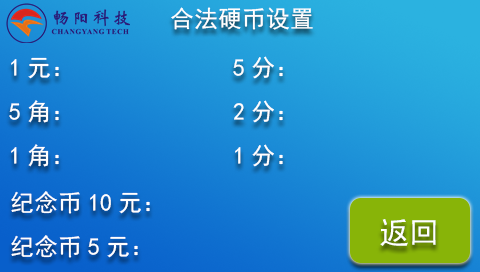 畅阳科技
CHANGYANG TECH
合法硬币设置
1 元：
5 分：
5 角：
2 分：
1 角：
1 分：
纪念币 10 元：
纪念币 5 元：
返回